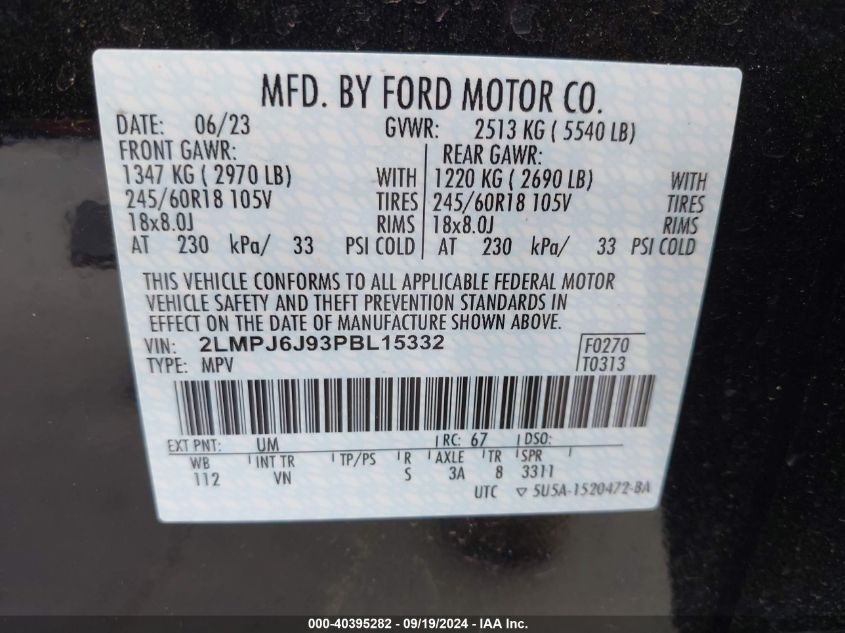 MFD. BY FORD MOTOR CO.
DATE: 06/23 GVWR: 2513 KG ( 5540 LB)
FRONT GAWR: REAR GAWR:
1347 KG ( 2970 LB) WITH 1220 KG ( 2690 LB) WITH
245/60R18 105V TIRES 245/60R18 105V TIRES
18x8.0J RIMS 18x8.0J RIMS
AT 230 kPa/ 33 PSI COLD AT 230 kPa/ 33 PSI COLD
THIS VEHICLE CONFORMS TO ALL APPLICABLE FEDERAL MOTOR
VEHICLE SAFETY AND THEFT PREVENTION STANDARDS IN
EFFECT ON THE DATE OF MANUFACTURE SHOWN ABOVE.
VIN: 2LMPJ6J93PBL15332 F0270
TYPE: MPV T0313
EXT PNT: UM RC: 67 DSO:
WB INT TR TP/PS R AXLE TR SPR
112 VN S 3A 8 3311
UTC ▽ 5U5A-1520472-BA
000-40395282 - 09/19/2024 - IAA Inc.